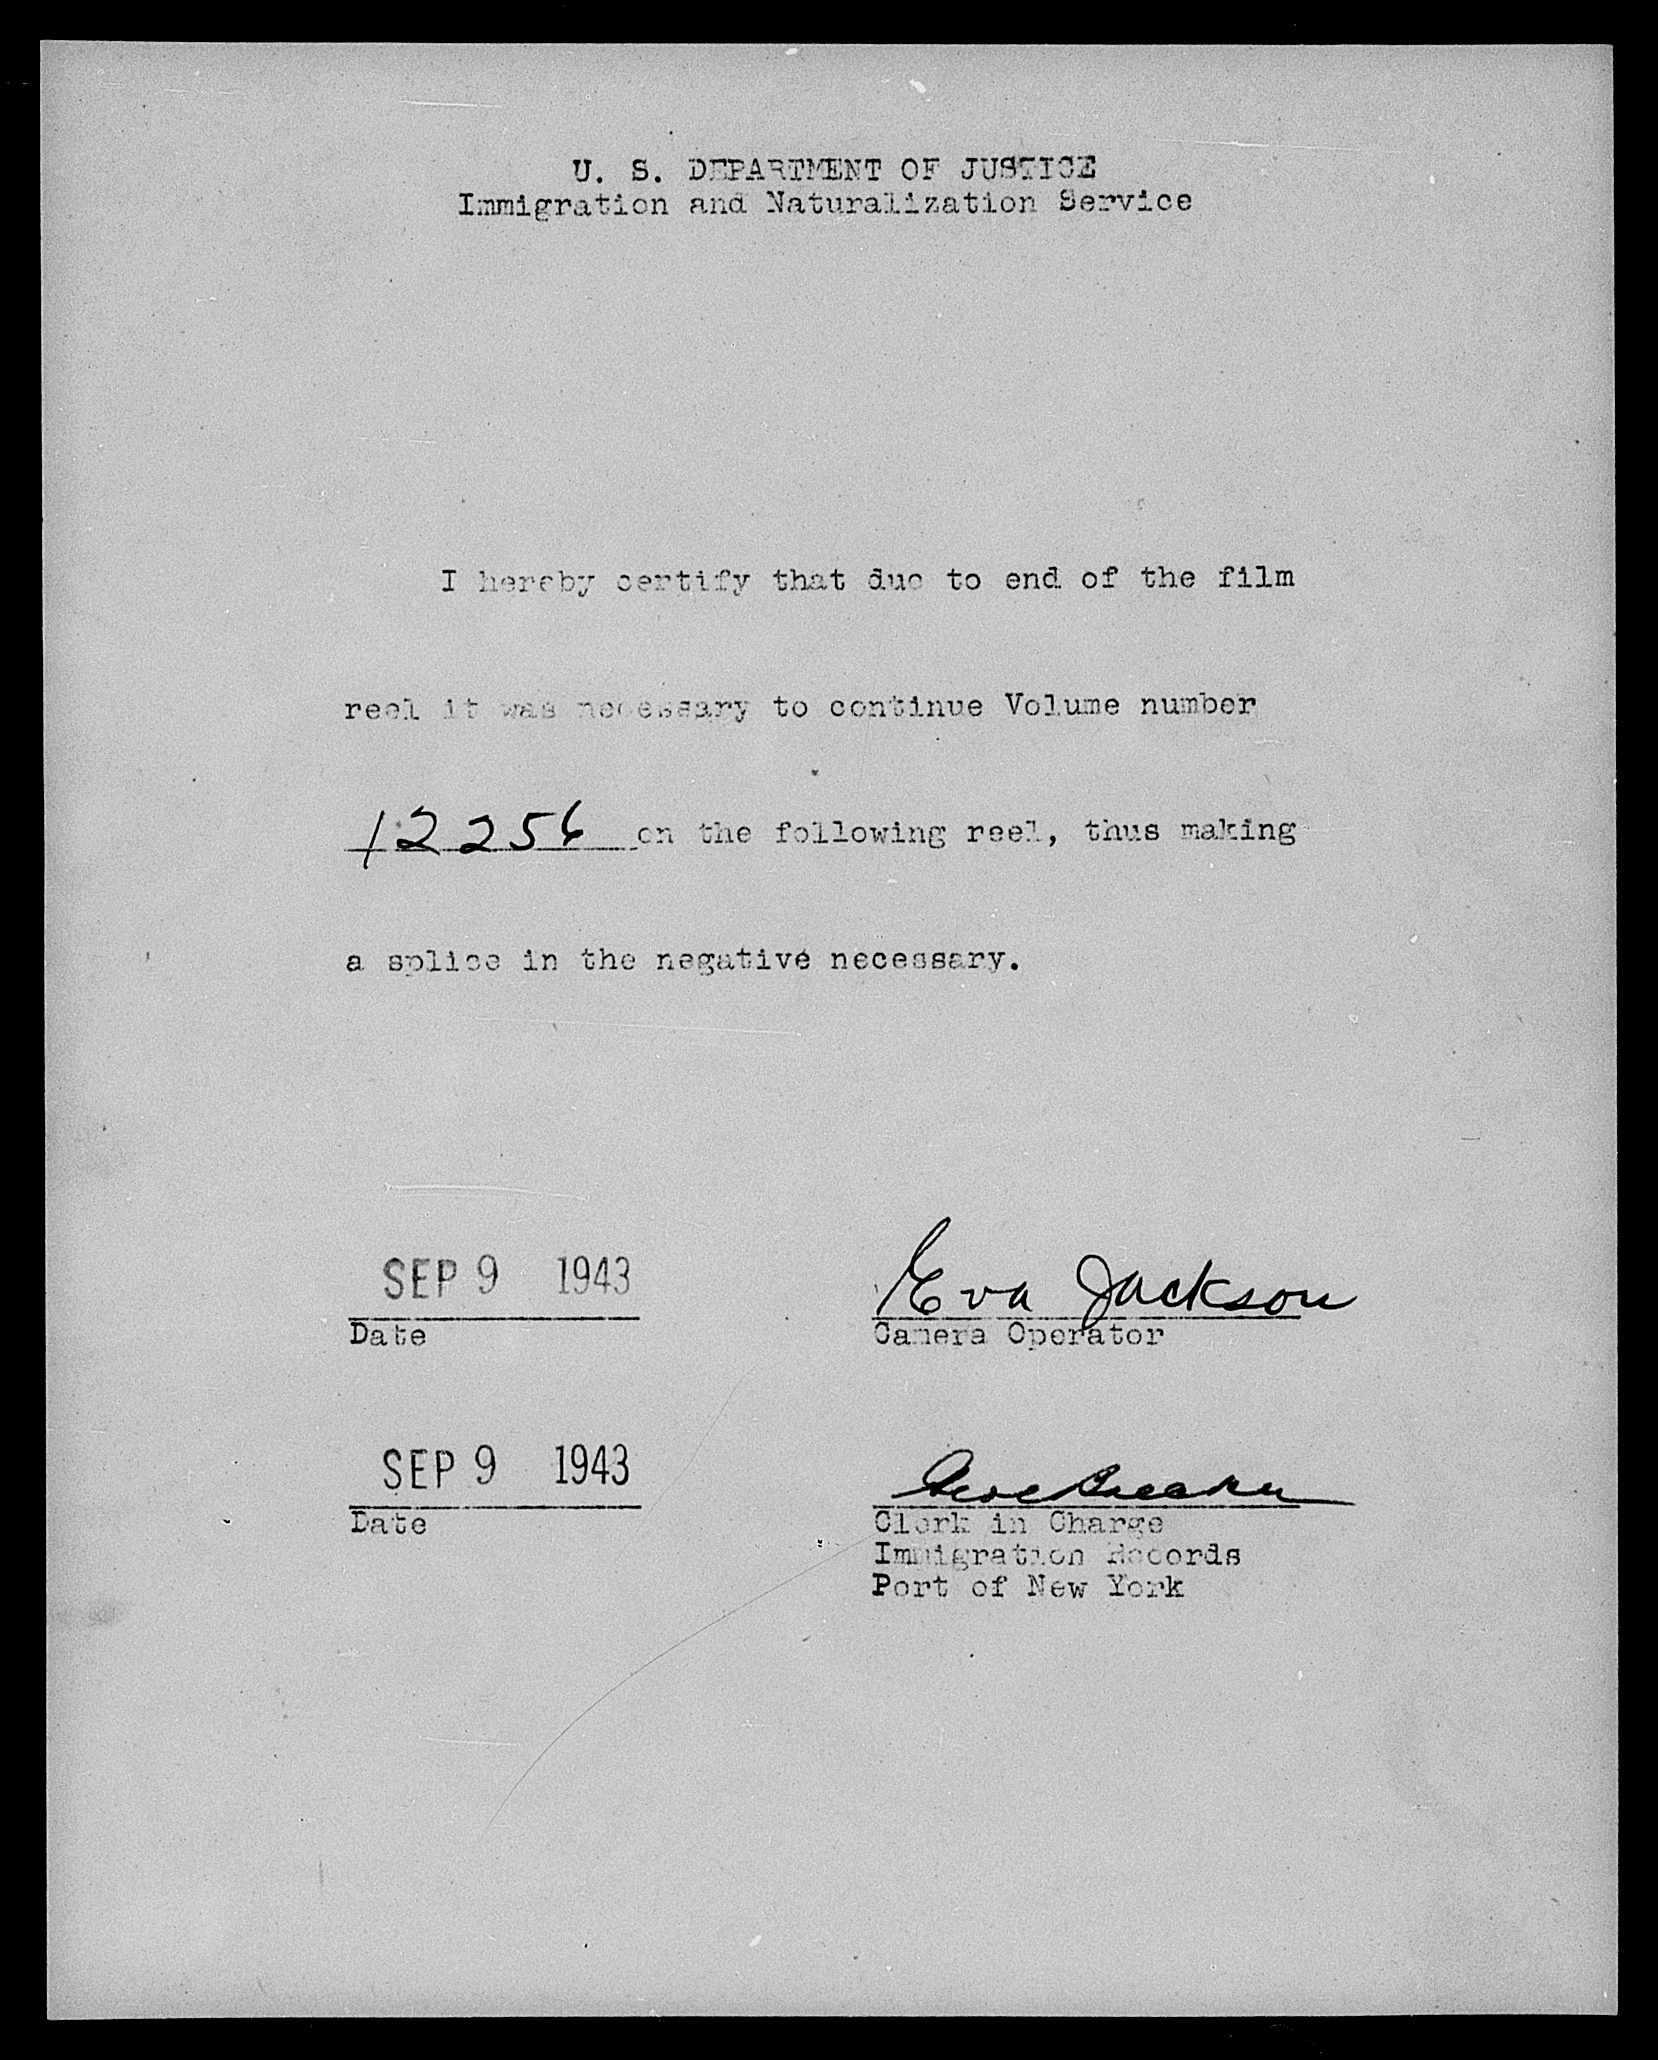 U. S. DEPARTMENT OF JUSTICE
Immigration and Naturalization Service
I hereby certify that due to end of the film
reel it was necessary to continue Volume number
12256 on the following reel, thus making
a splice in the negative necessary.
SEP 9 1943 Eva Jackson
Date Camera Operator
SEP 9 1943
Date Clerk in Charge
Immigration Records
Port of New York